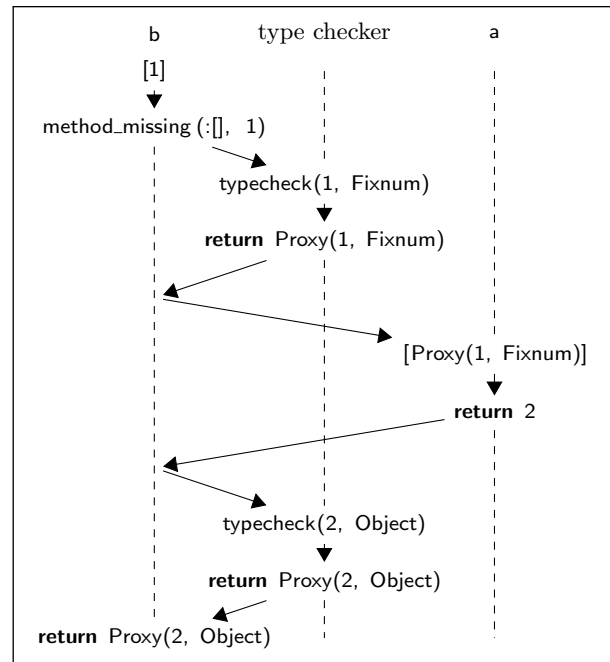 b type checker a
[1]
method_missing (:[], 1)
typecheck(1, Fixnum)
return Proxy(1, Fixnum)
[Proxy(1, Fixnum)]
return 2
typecheck(2, Object)
return Proxy(2, Object)
return Proxy(2, Object)